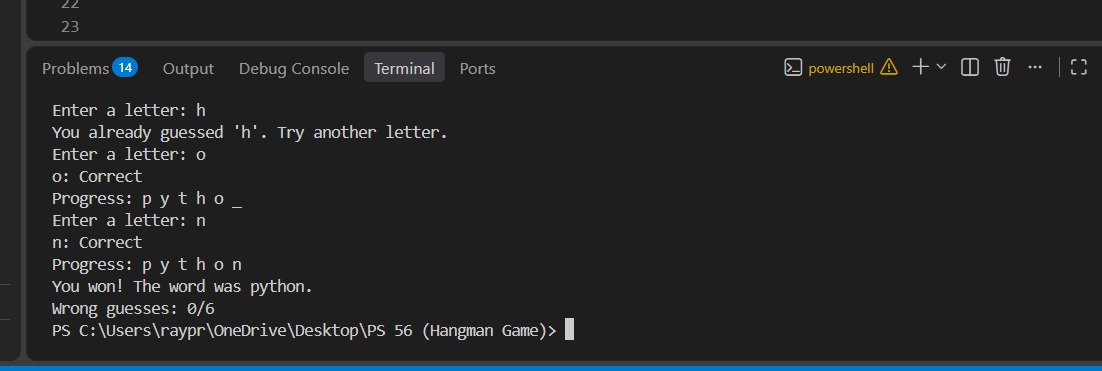 22
23
Problems 14 Output Debug Console Terminal Ports powershell
Enter a letter: h
You already guessed 'h'. Try another letter.
Enter a letter: o
o: Correct
Progress: p y t h o _
Enter a letter: n
n: Correct
Progress: p y t h o n
You won! The word was python.
Wrong guesses: 0/6
PS C:\Users\raypr\OneDrive\Desktop\PS 56 (Hangman Game)>